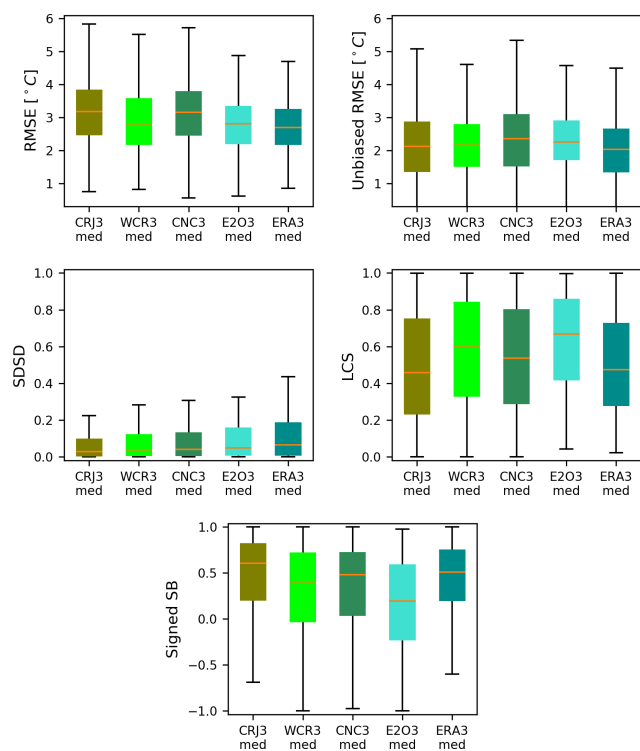 RMSE [°C]
6
5
4
3
2
1
CRJ3 WCR3 CNC3 E2O3 ERA3
med med med med med
Unbiased RMSE [°C]
6
5
4
3
2
1
CRJ3 WCR3 CNC3 E2O3 ERA3
med med med med med
SDSD
1.0
0.8
0.6
0.4
0.2
0.0
CRJ3 WCR3 CNC3 E2O3 ERA3
med med med med med
LCS
1.0
0.8
0.6
0.4
0.2
0.0
CRJ3 WCR3 CNC3 E2O3 ERA3
med med med med med
Signed SB
1.0
0.5
0.0
−0.5
−1.0
CRJ3 WCR3 CNC3 E2O3 ERA3
med med med med med